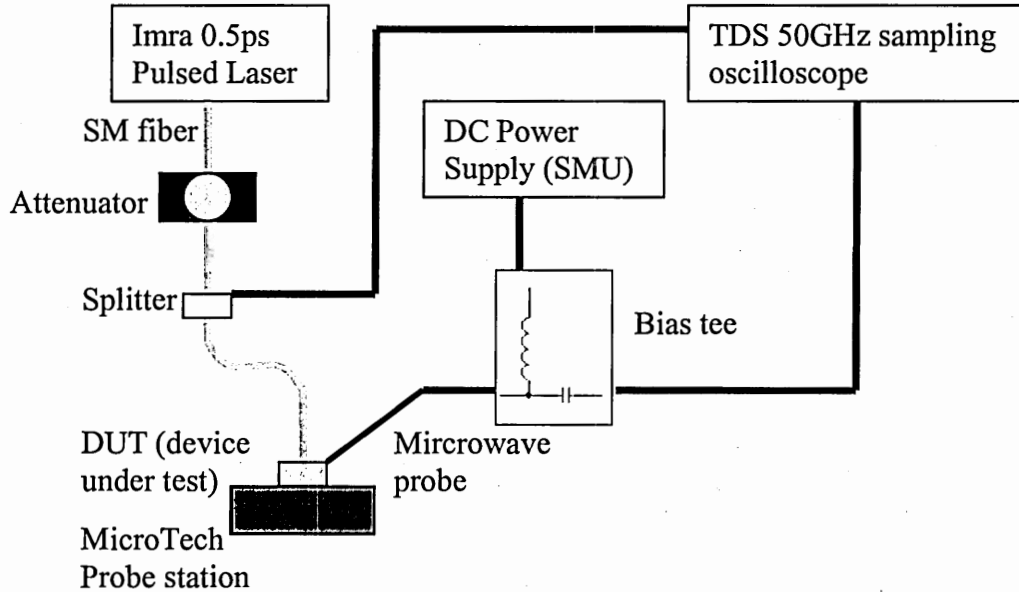 Imra 0.5ps
Pulsed Laser
TDS 50GHz sampling
oscilloscope
SM fiber
DC Power
Supply (SMU)
Attenuator
Splitter
Bias tee
DUT (device
under test)
Mircrowave
probe
MicroTech
Probe station